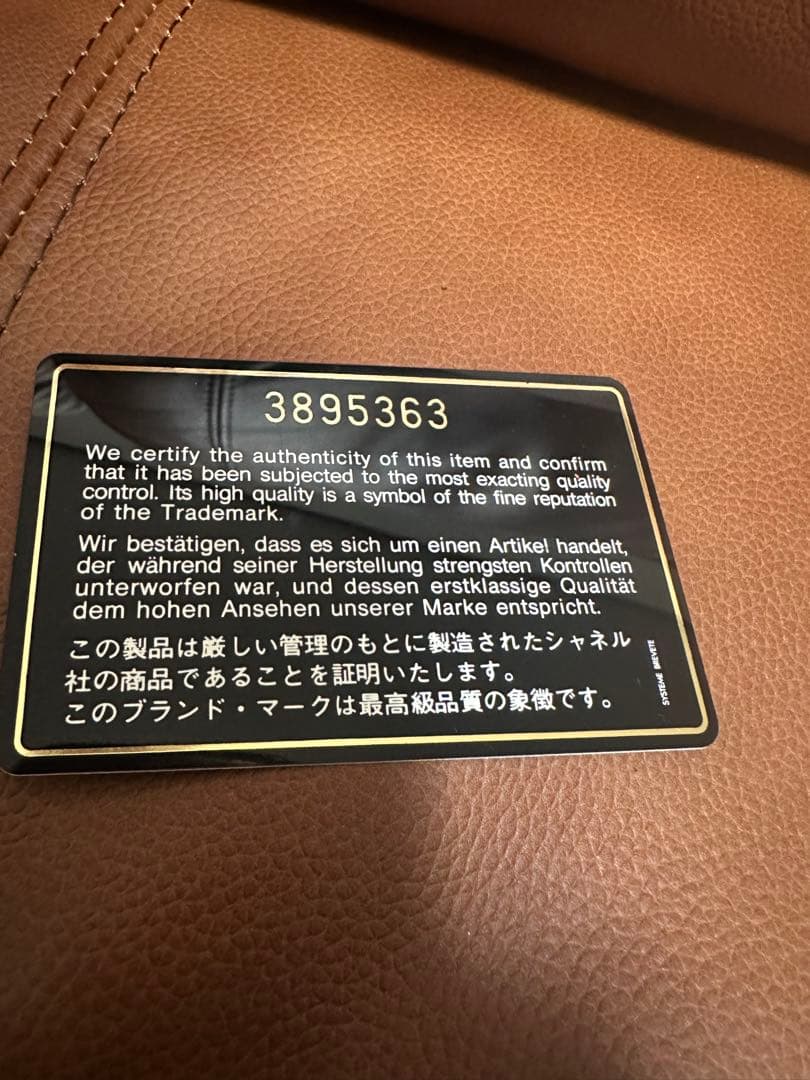 3895363
We certify the authenticity of this item and confirm
that it has been subjected to the most exacting quality
control. Its high quality is a symbol of the fine reputation
of the Trademark.
Wir bestätigen, dass es sich um einen Artikel handelt,
der während seiner Herstellung strengsten Kontrollen
unterworfen war, und dessen erstklassige Qualität
dem hohen Ansehen unserer Marke entspricht.
この製品は厳しい管理のもとに製造されたシャネル
社の商品であることを証明いたします。
このブランド・マークは最高級品質の象徴です。
SYSTEME BREVETE